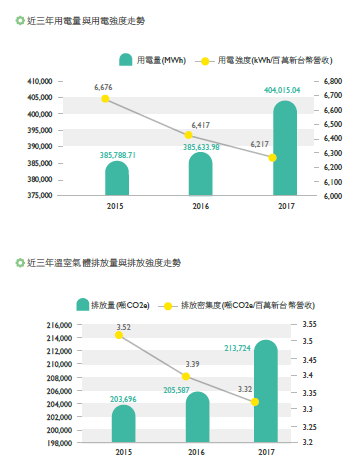 近三年用電量與用電強度走勢
用電量(MWh) 用電強度(kWh/百萬新台幣營收)
410,000 405,000 400,000 395,000 390,000 385,000 380,000 375,000
6,676 6,417 6,217
385,788.71 385,633.98 404,015.04
6,800 6,700 6,600 6,500 6,400 6,300 6,200 6,100 6,000
2015 2016 2017
近三年溫室氣體排放量與排放強度走勢
排放量(噸CO2e) 排放密集度(噸CO2e/百萬新台幣營收)
216,000 214,000 212,000 210,000 208,000 206,000 204,000 202,000 200,000 198,000
3.52 3.39 3.32
203,696 205,587 213,724
3.55 3.5 3.45 3.4 3.35 3.3 3.25 3.2
2015 2016 2017